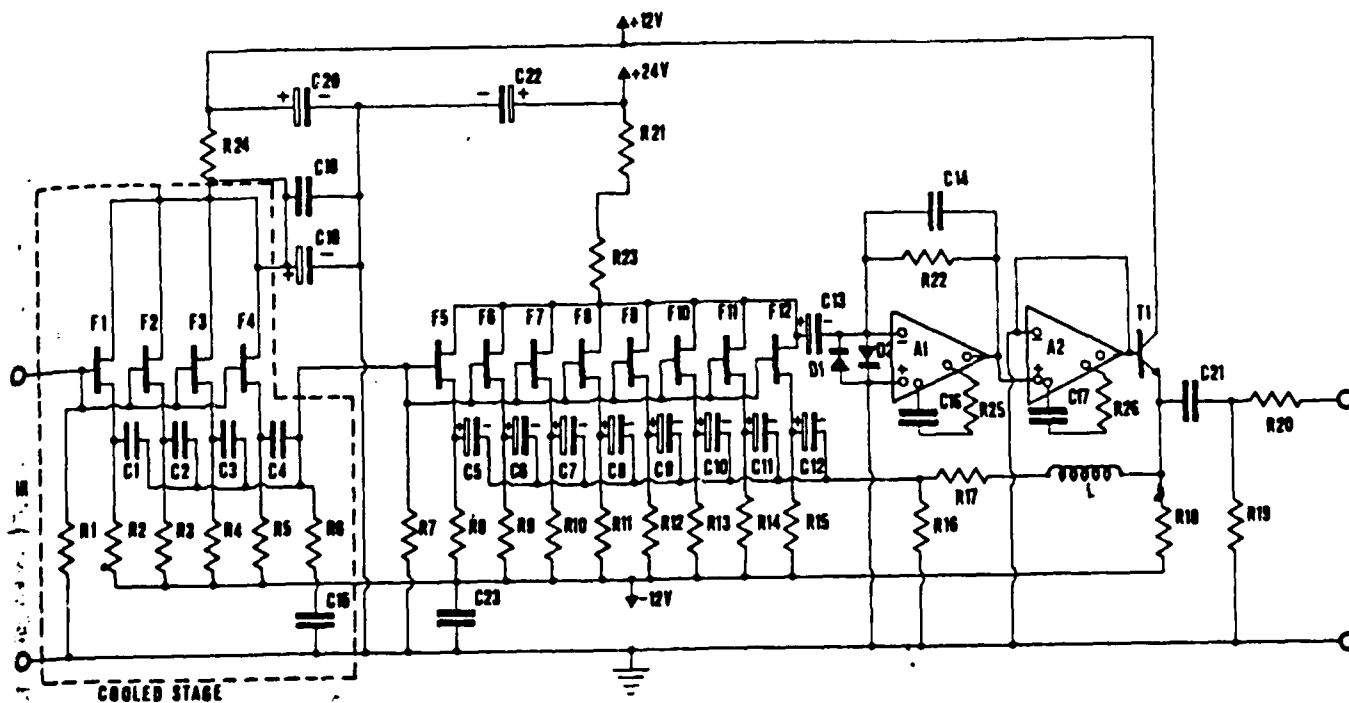 +12V
C20
+
-
C22
-
+
+24V
R21
R24
C18
C18
+
-
R23
C14
R22
F1
F2
F3
F4
F5
F6
F7
F8
F9
F10
F11
F12
C13
+
-
D1
D2
A1
A2
T1
C16
R25
C17
R26
C21
R20
C1
C2
C3
C4
C5
C6
C7
C8
C9
C10
C11
C12
R17
L
R1
R2
R3
R4
R5
R6
R7
R8
R9
R10
R11
R12
R13
R14
R15
R16
R18
R19
C15
C23
-12V
COOLED STAGE